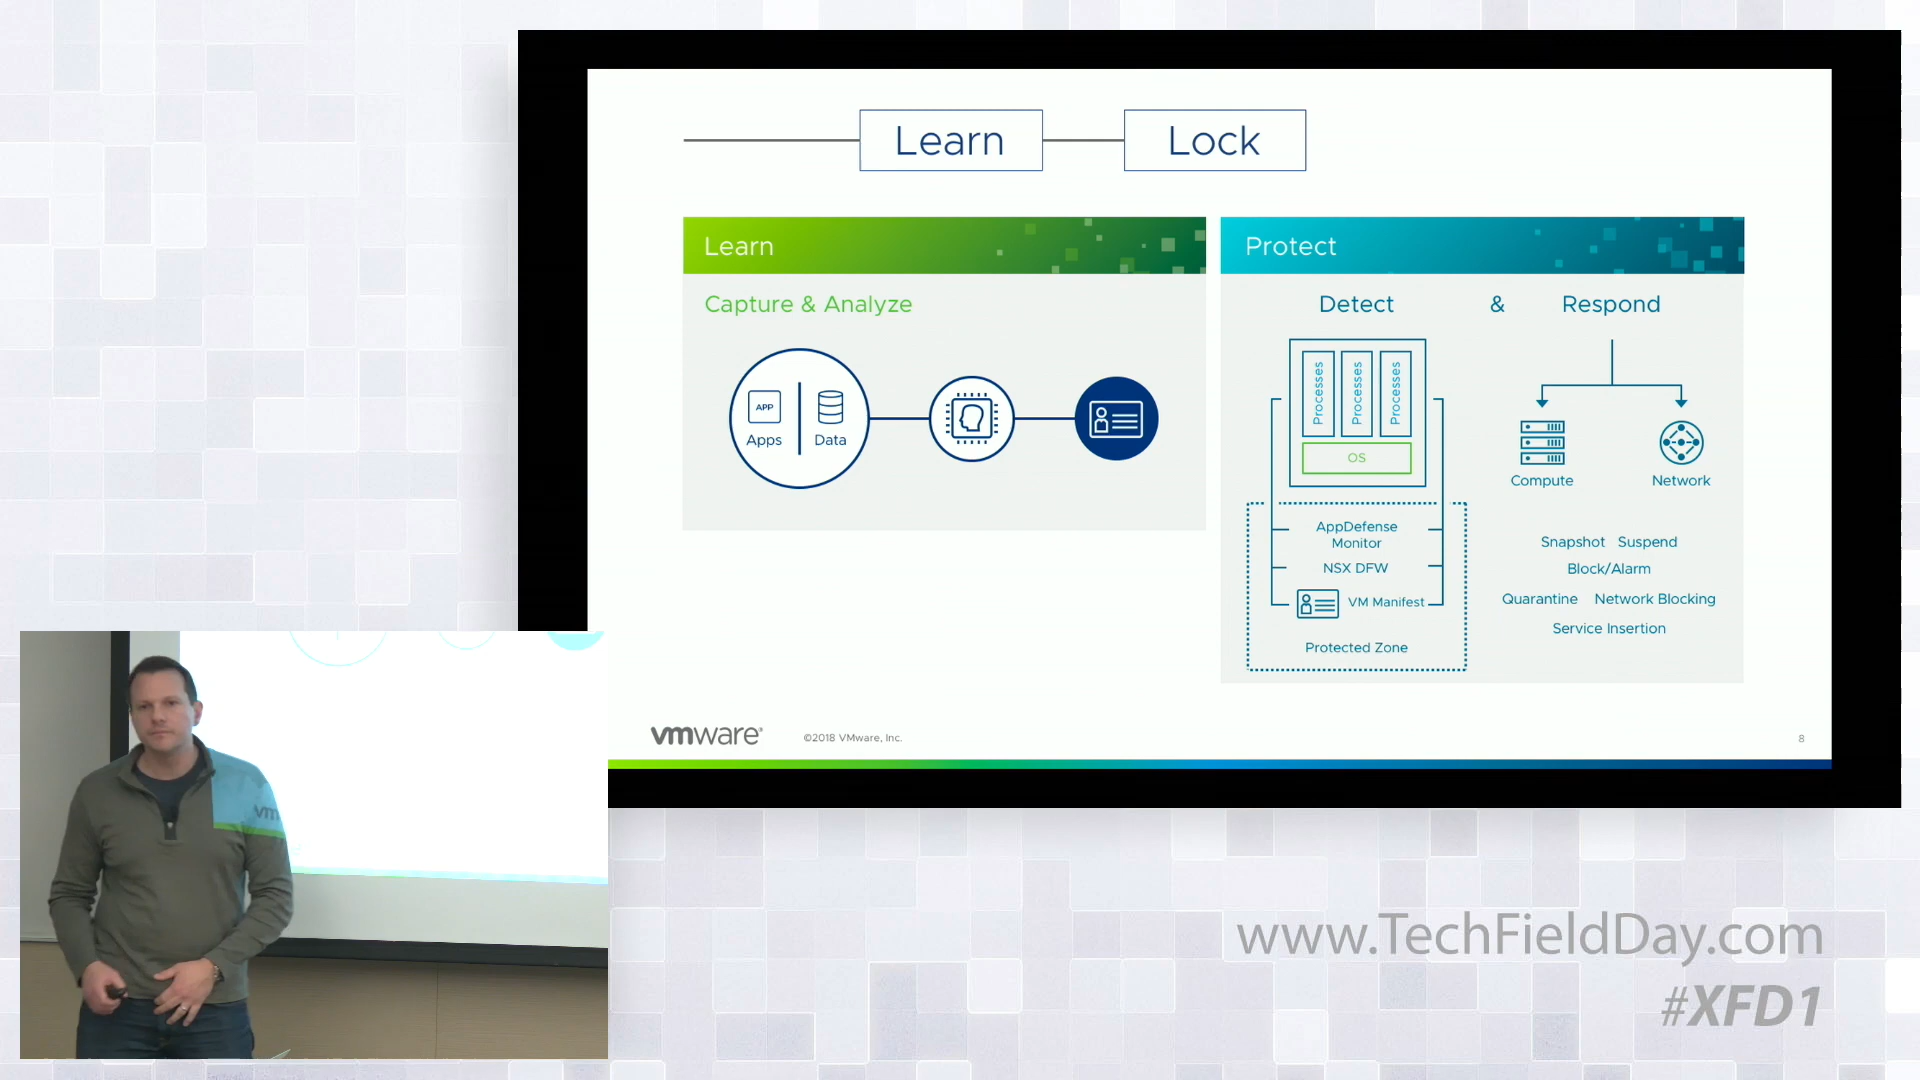 Learn
Lock
Learn
Capture & Analyze
APP
Apps
Data
Protect
Detect & Respond
Processes
Processes
Processes
OS
AppDefense
Monitor
NSX DFW
VM Manifest
Protected Zone
Compute
Network
Snapshot Suspend
Block/Alarm
Quarantine Network Blocking
Service Insertion
vmware®
©2018 VMware, Inc.
8
vm
www.TechFieldDay.com
#XFD1